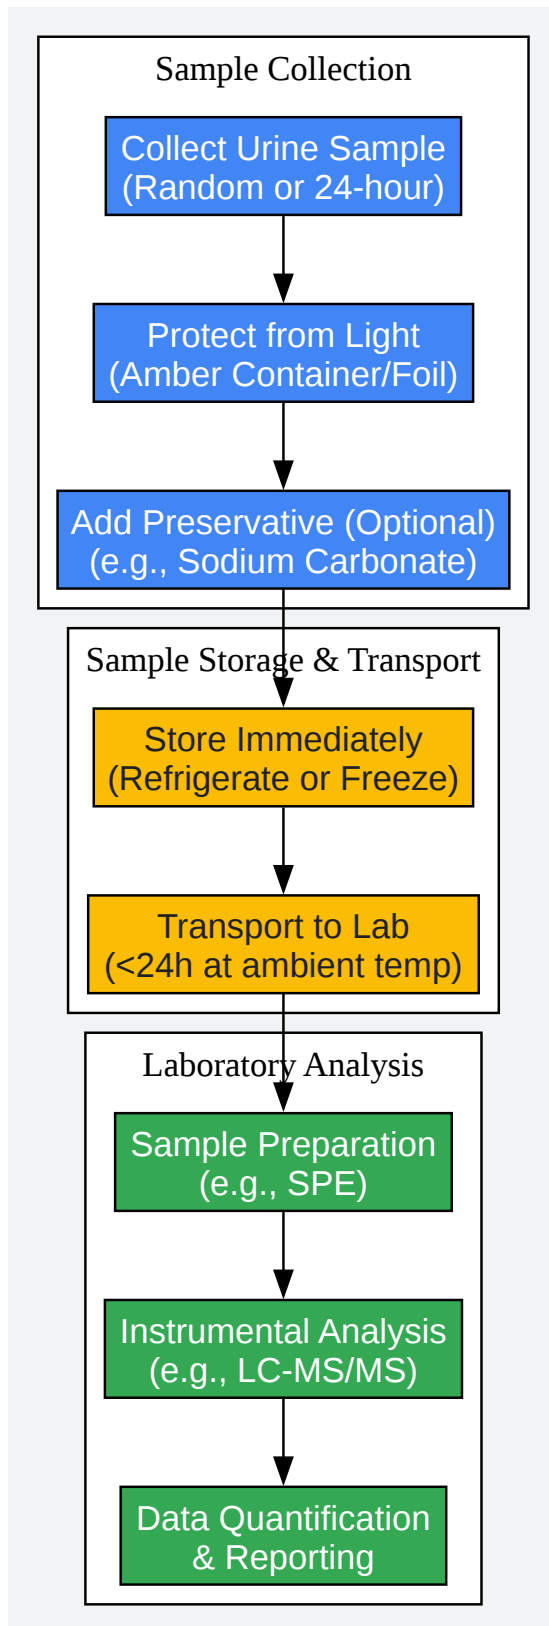 Sample Collection
Collect Urine Sample
(Random or 24-hour)
Protect from Light
(Amber Container/Foil)
Add Preservative (Optional)
(e.g., Sodium Carbonate)
Sample Storage & Transport
Store Immediately
(Refrigerate or Freeze)
Transport to Lab
(<24h at ambient temp)
Laboratory Analysis
Sample Preparation
(e.g., SPE)
Instrumental Analysis
(e.g., LC-MS/MS)
Data Quantification
& Reporting